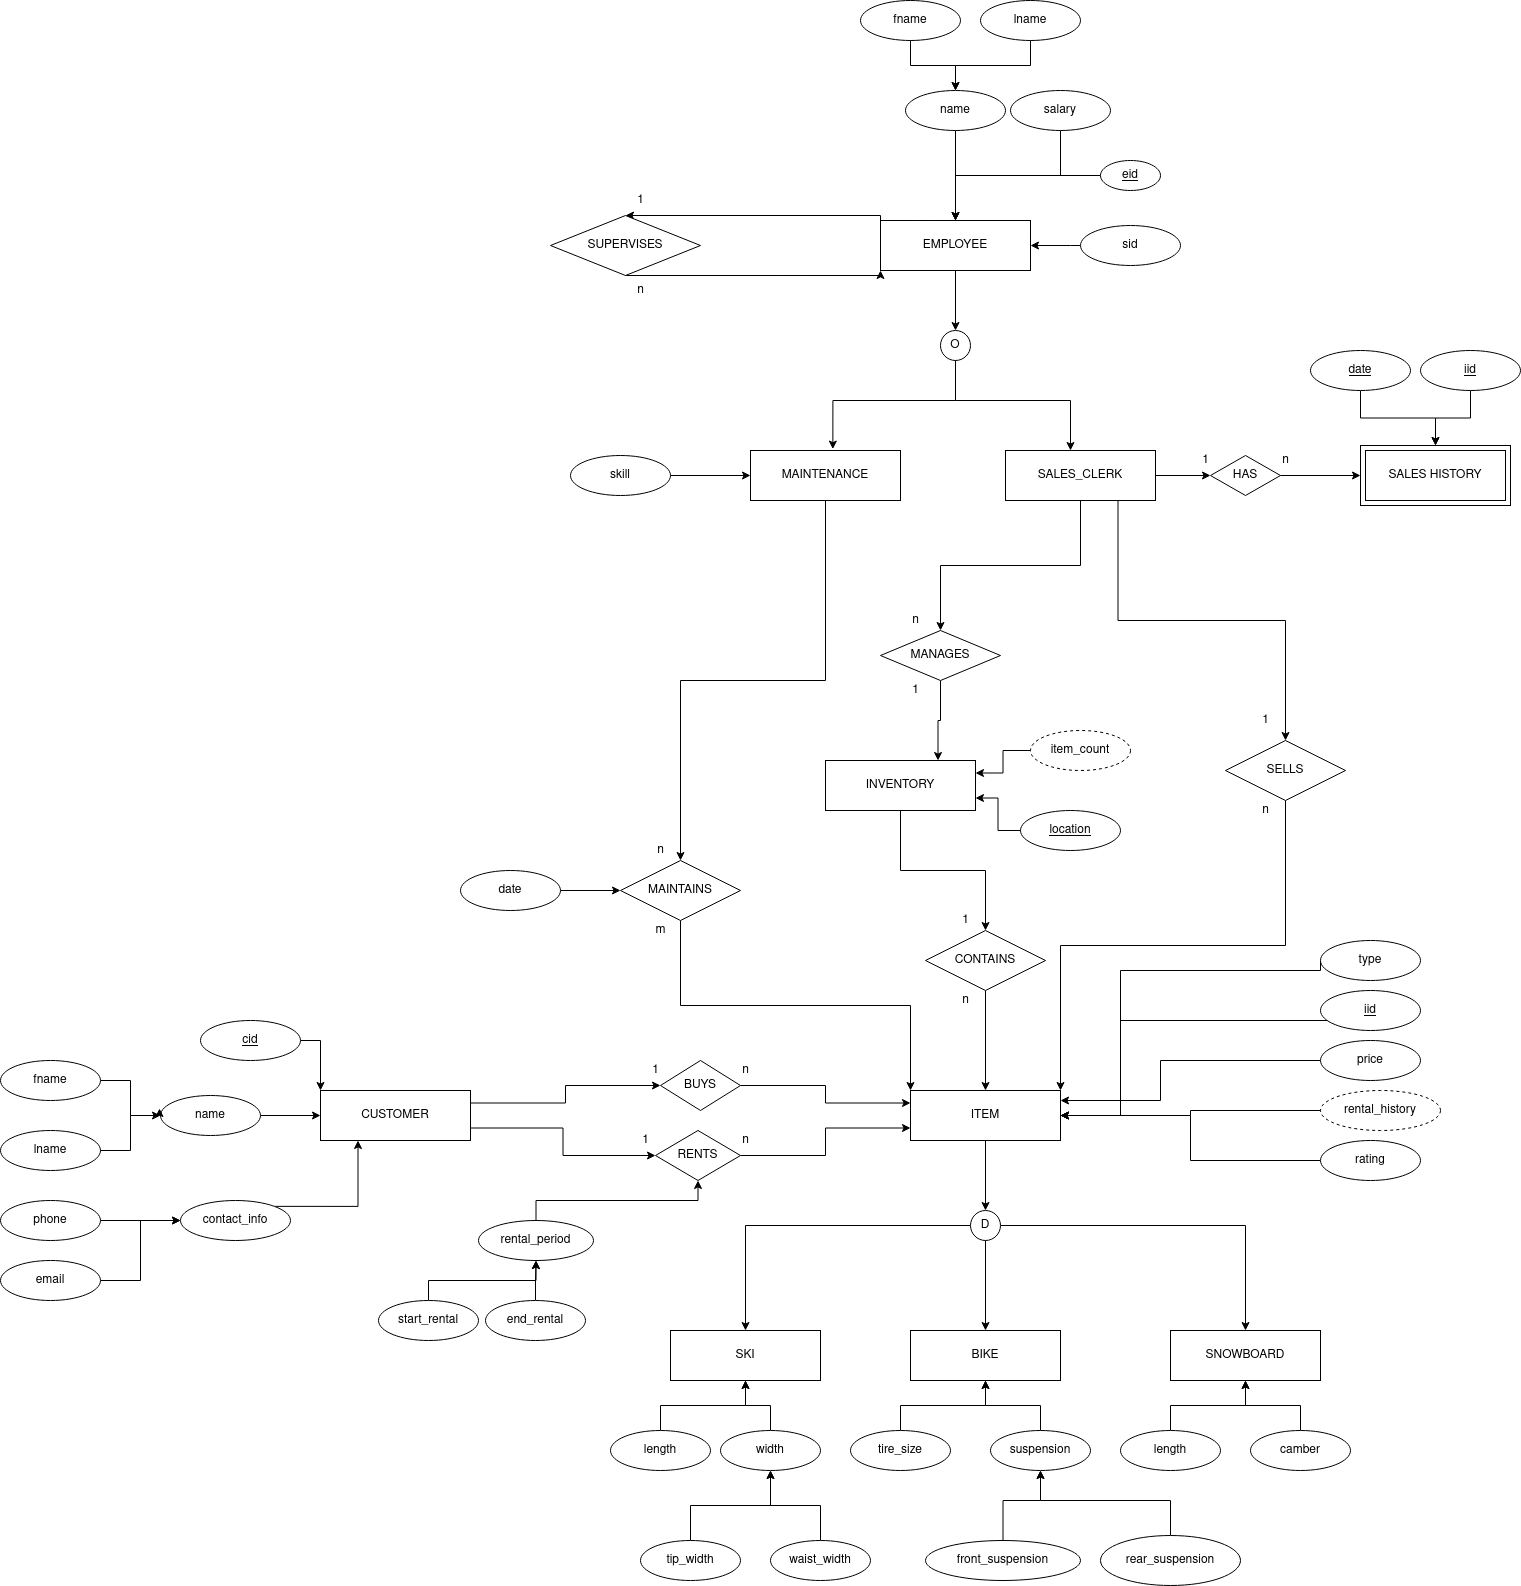 fname
lname
name
salary
eid
1
SUPERVISES
EMPLOYEE
sid
n
O
date
iid
skill
MAINTENANCE
SALES_CLERK
1
HAS
n
SALES HISTORY
n
MANAGES
1
1
item_count
SELLS
INVENTORY
n
location
n
date
MAINTAINS
m
1
CONTAINS
n
type
iid
cid
price
fname
1
BUYS
n
name
CUSTOMER
ITEM
rental_history
lname
1
RENTS
n
rating
phone
contact_info
D
rental_period
email
start_rental
end_rental
SKI
BIKE
SNOWBOARD
length
width
tire_size
suspension
length
camber
tip_width
waist_width
front_suspension
rear_suspension